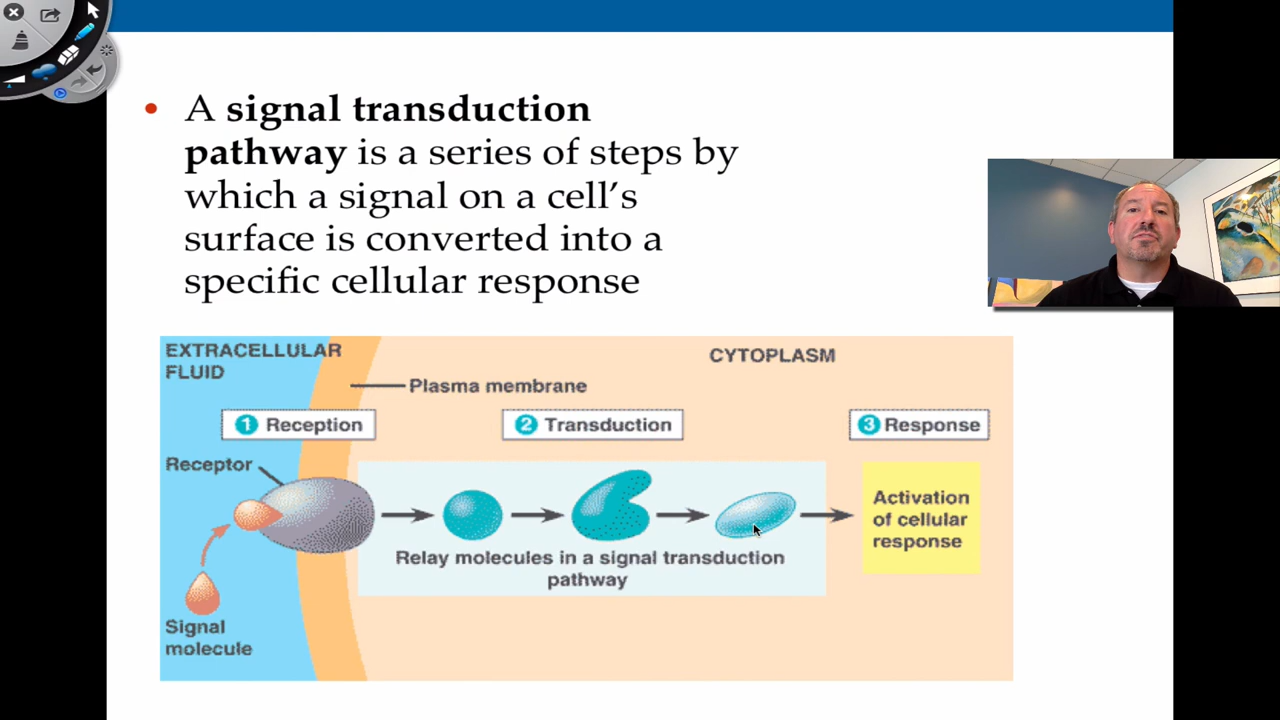 A signal transduction
pathway is a series of steps by
which a signal on a cell's
surface is converted into a
specific cellular response
EXTRACELLULAR
FLUID
CYTOPLASM
Plasma membrane
1 Reception
2 Transduction
3 Response
Receptor
Activation
of cellular
response
Relay molecules in a signal transduction
pathway
Signal
molecule